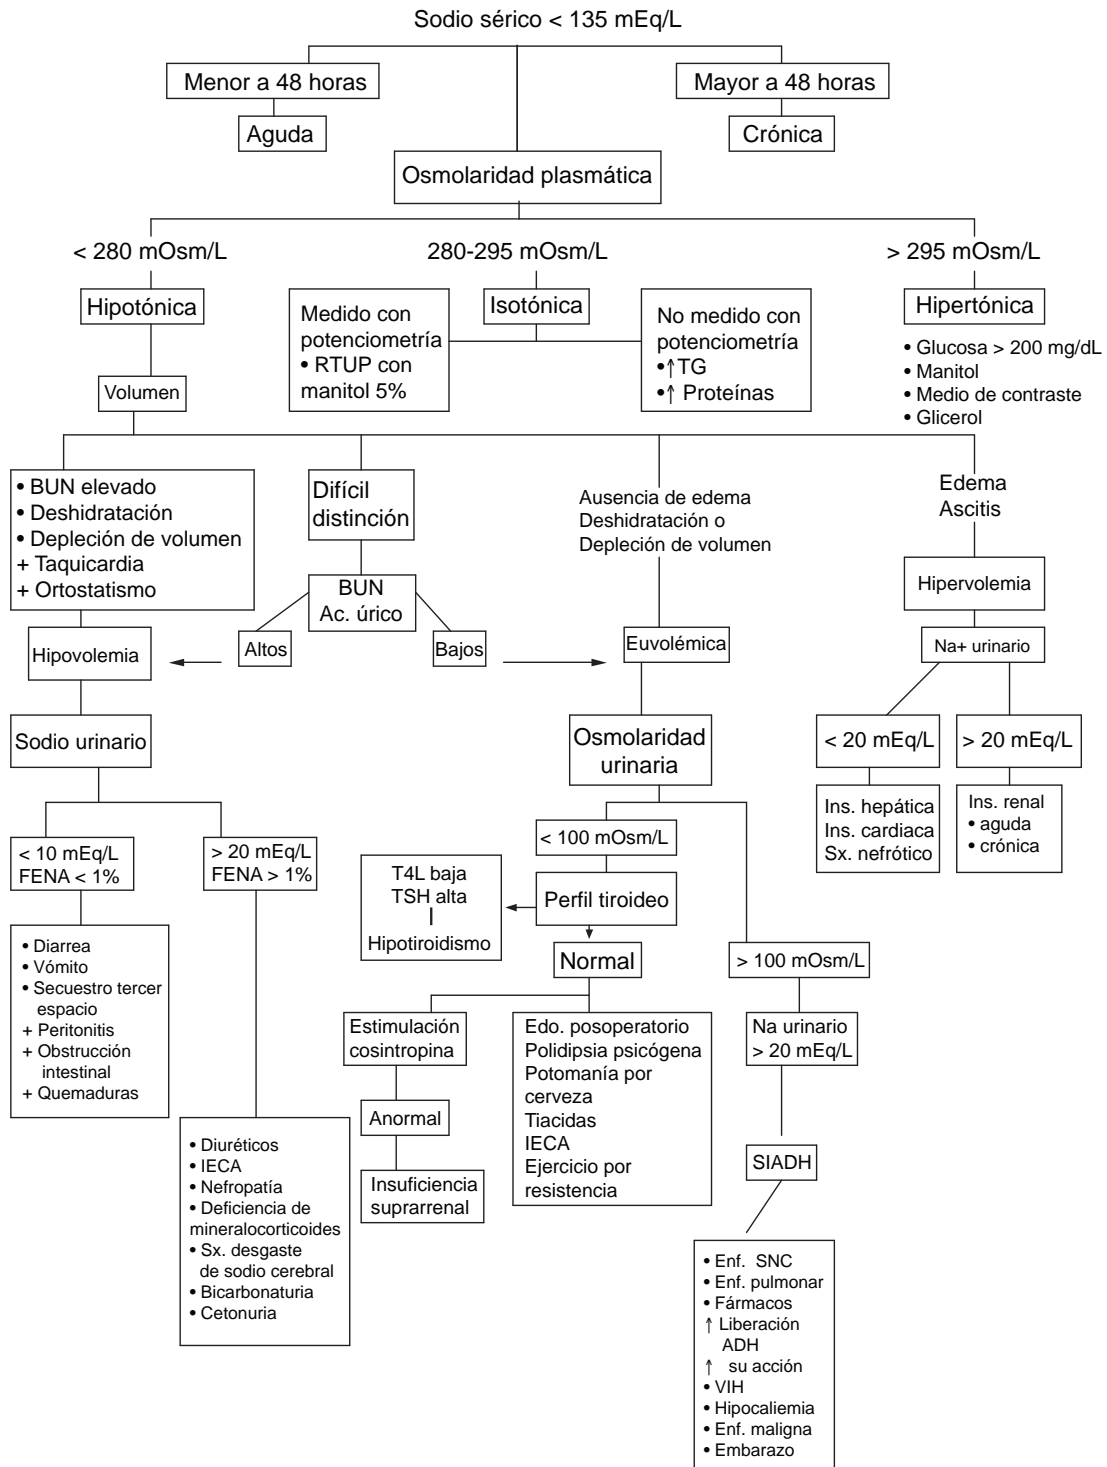 Sodio sérico < 135 mEq/L
Menor a 48 horas
Mayor a 48 horas
Aguda
Crónica
Osmolaridad plasmática
< 280 mOsm/L
280-295 mOsm/L
> 295 mOsm/L
Hipotónica
Isotónica
Hipertónica
Medido con
potenciometría
• RTUP con
manitol 5%
No medido con
potenciometría
•↑TG
•↑ Proteínas
• Glucosa > 200 mg/dL
• Manitol
• Medio de contraste
• Glicerol
Volumen
• BUN elevado
• Deshidratación
• Depleción de volumen
+ Taquicardia
+ Ortostatismo
Difícil
distinción
Ausencia de edema
Deshidratación o
Depleción de volumen
Edema
Ascitis
BUN
Ac. úrico
Hipervolemia
Hipovolemia
Altos
Bajos
Euvolémica
Na+ urinario
Sodio urinario
Osmolaridad
urinaria
< 20 mEq/L
> 20 mEq/L
Ins. hepática
Ins. cardiaca
Sx. nefrótico
Ins. renal
• aguda
• crónica
< 10 mEq/L
FENA < 1%
> 20 mEq/L
FENA > 1%
< 100 mOsm/L
T4L baja
TSH alta
Hipotiroidismo
Perfil tiroideo
Normal
> 100 mOsm/L
• Diarrea
• Vómito
• Secuestro tercer
espacio
+ Peritonitis
+ Obstrucción
intestinal
+ Quemaduras
Estimulación
cosintropina
Edo. posoperatorio
Polidipsia psicógena
Potomanía por
cerveza
Tiacidas
IECA
Ejercicio por
resistencia
Na urinario
> 20 mEq/L
Anormal
Insuficiencia
suprarrenal
SIADH
• Diuréticos
• IECA
• Nefropatía
• Deficiencia de
mineralocorticoides
• Sx. desgaste
de sodio cerebral
• Bicarbonaturia
• Cetonuria
• Enf. SNC
• Enf. pulmonar
• Fármacos
↑ Liberación
ADH
↑ su acción
• VIH
• Hipocaliemia
• Enf. maligna
• Embarazo